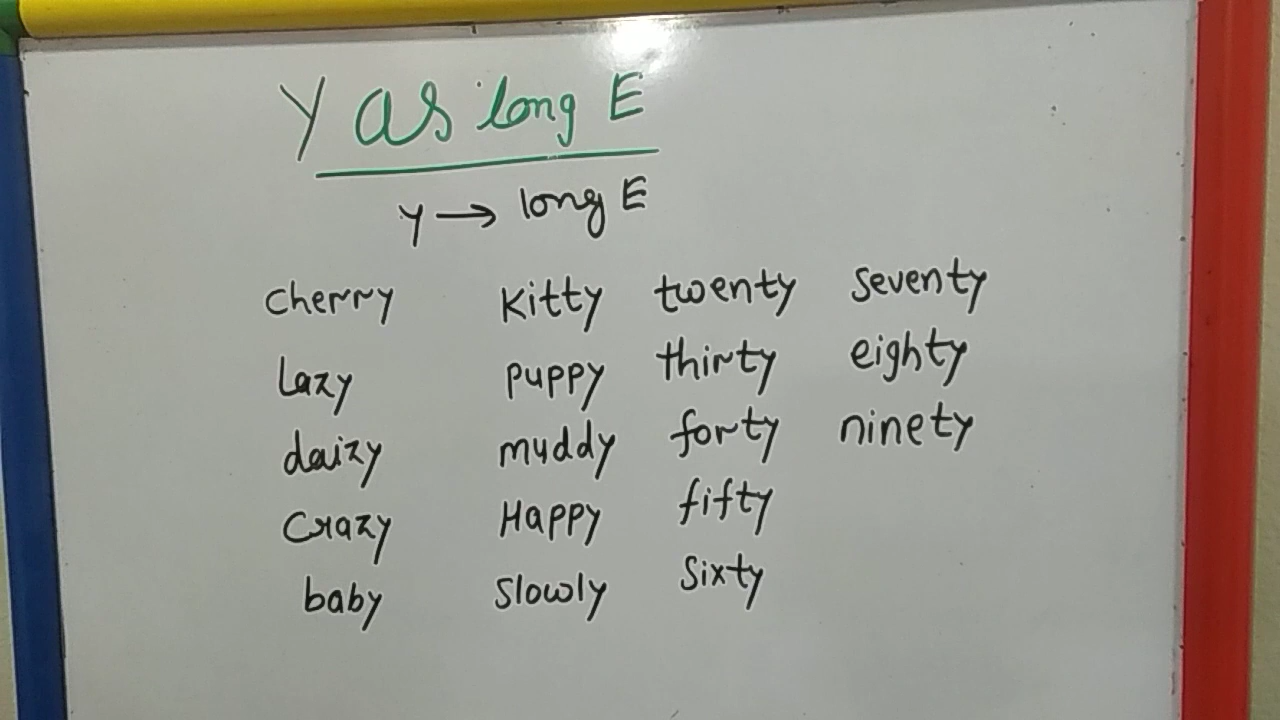 Y as long E
y → long E
cherry kitty twenty seventy
lazy puppy thirty eighty
daizy muddy forty ninety
crazy Happy fifty
baby slowly sixty